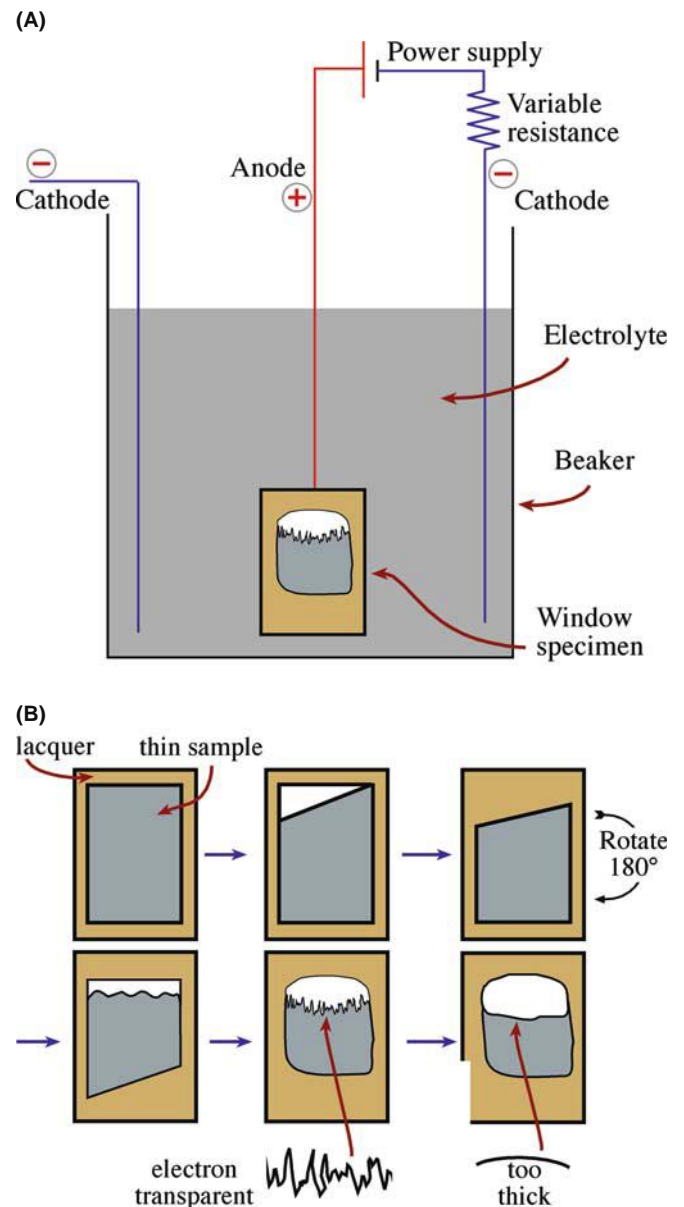 (A)
Power supply
Variable
resistance
Anode
+
−
Cathode
−
Cathode
Electrolyte
Beaker
Window
specimen
(B)
lacquer
thin sample
Rotate
180°
electron
transparent
too
thick